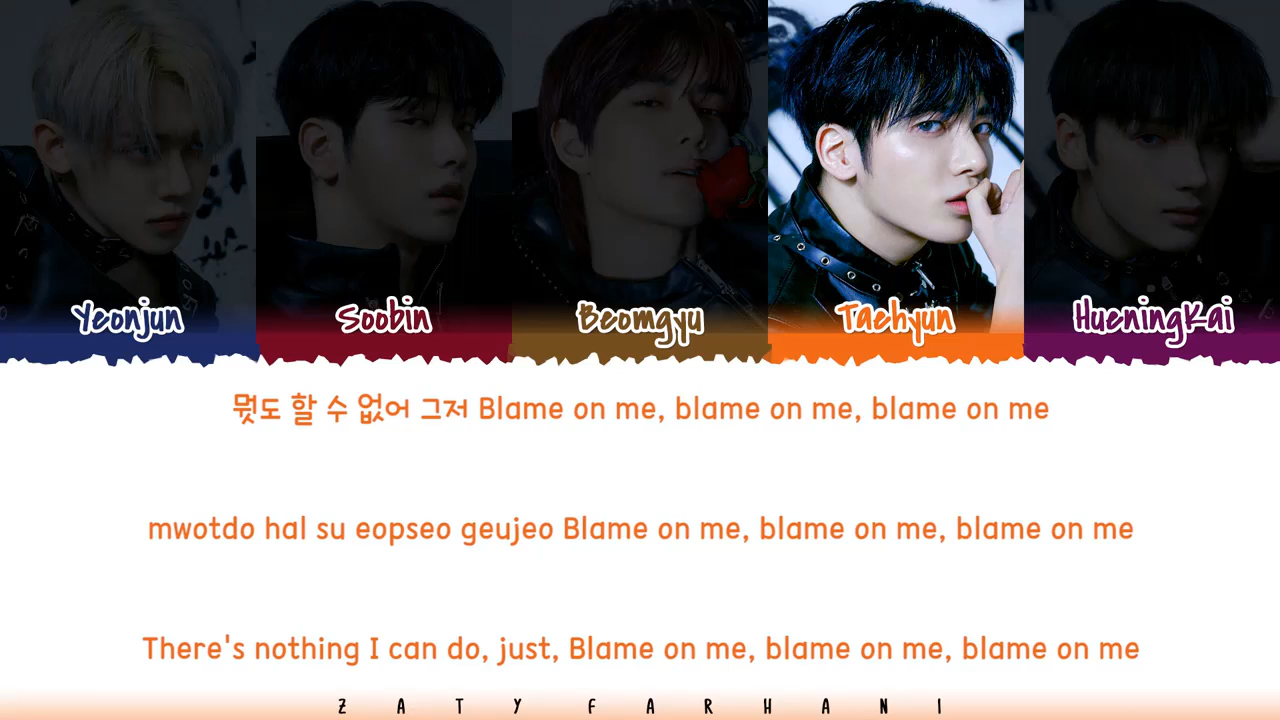 Yeonjun Soobin Beomgyu Taehyun HueningKai
뭣도 할 수 없어 그저 Blame on me, blame on me, blame on me
mwotdo hal su eopseo geujeo Blame on me, blame on me, blame on me
There's nothing I can do, just, Blame on me, blame on me, blame on me
ZATY FARHANI